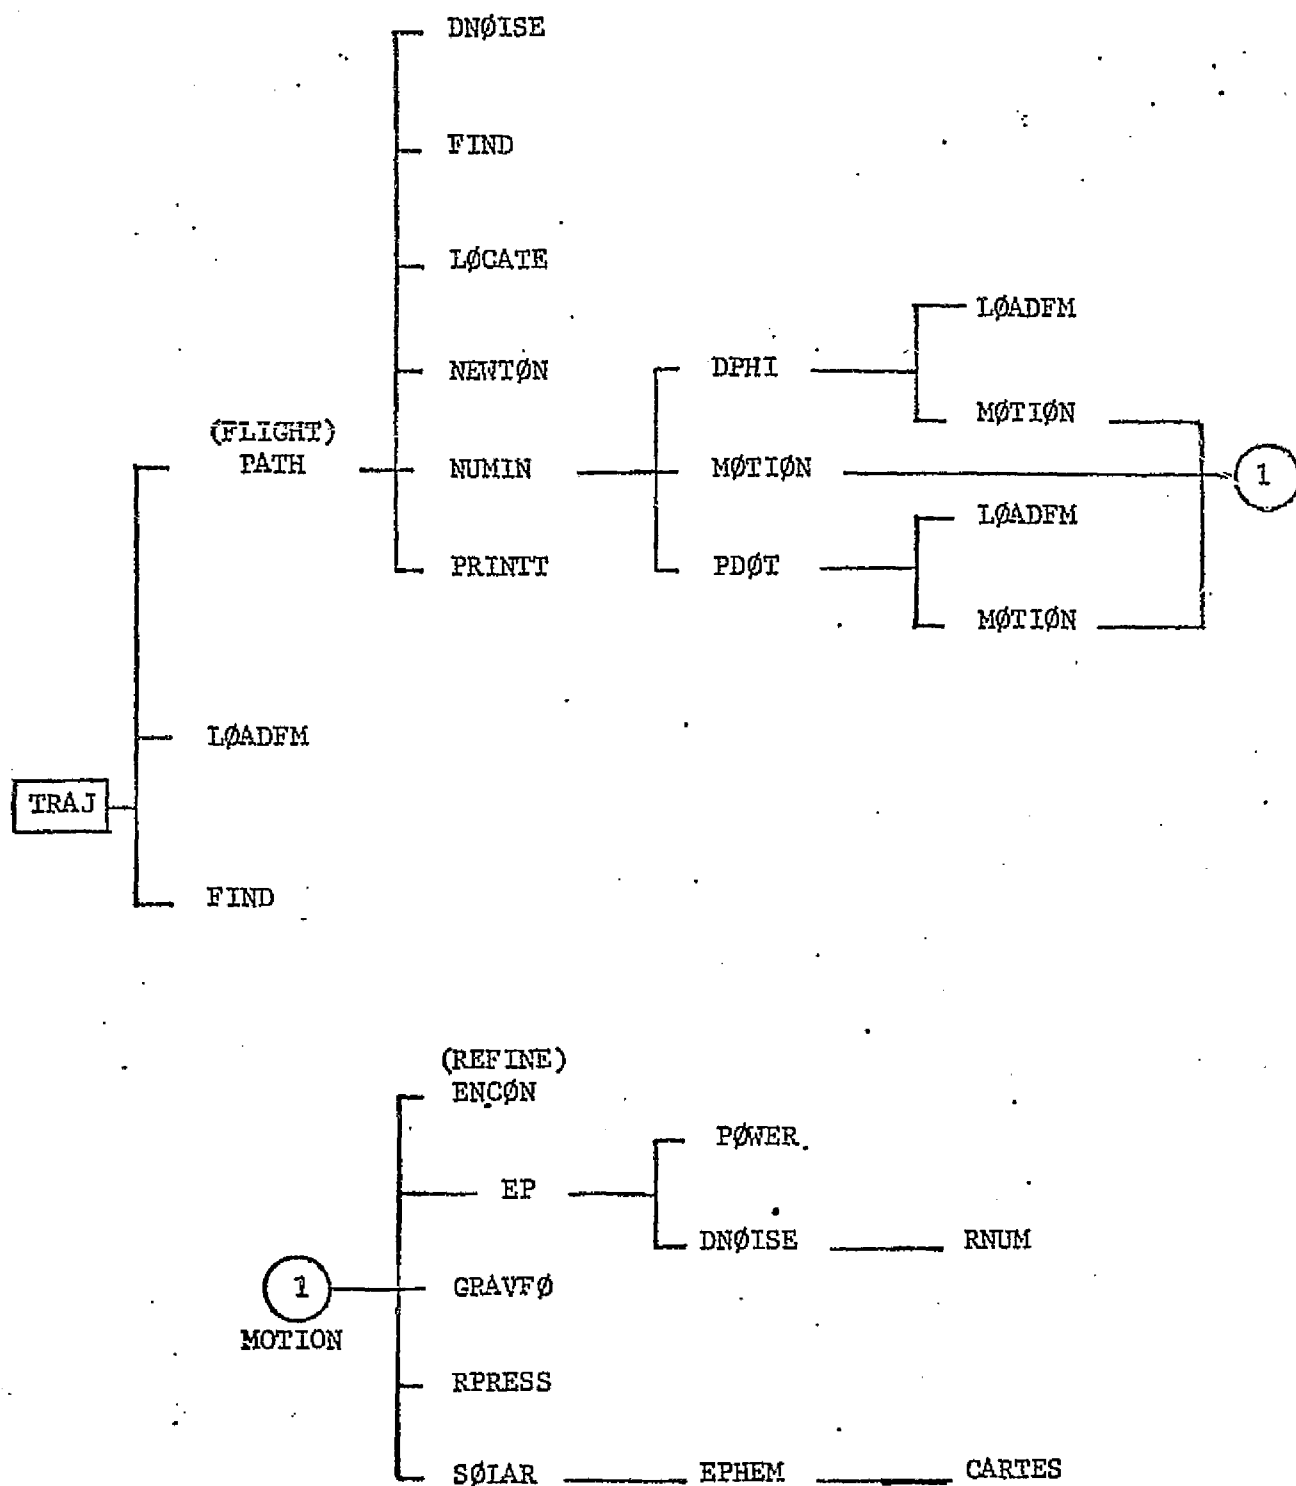 DNØISE
FIND
LØCATE
LØADFM
NEWTØN
DPHI
MØTIØN
(FLIGHT)
PATH
NUMIN
MØTIØN
1
LØADFM
PRINTT
PDØT
MØTIØN
LØADFM
TRAJ
FIND
(REFINE)
ENCØN
PØWER
EP
DNØISE
RNUM
1
GRAVFØ
MOTION
RPRESS
SØLAR
EPHEM
CARTES